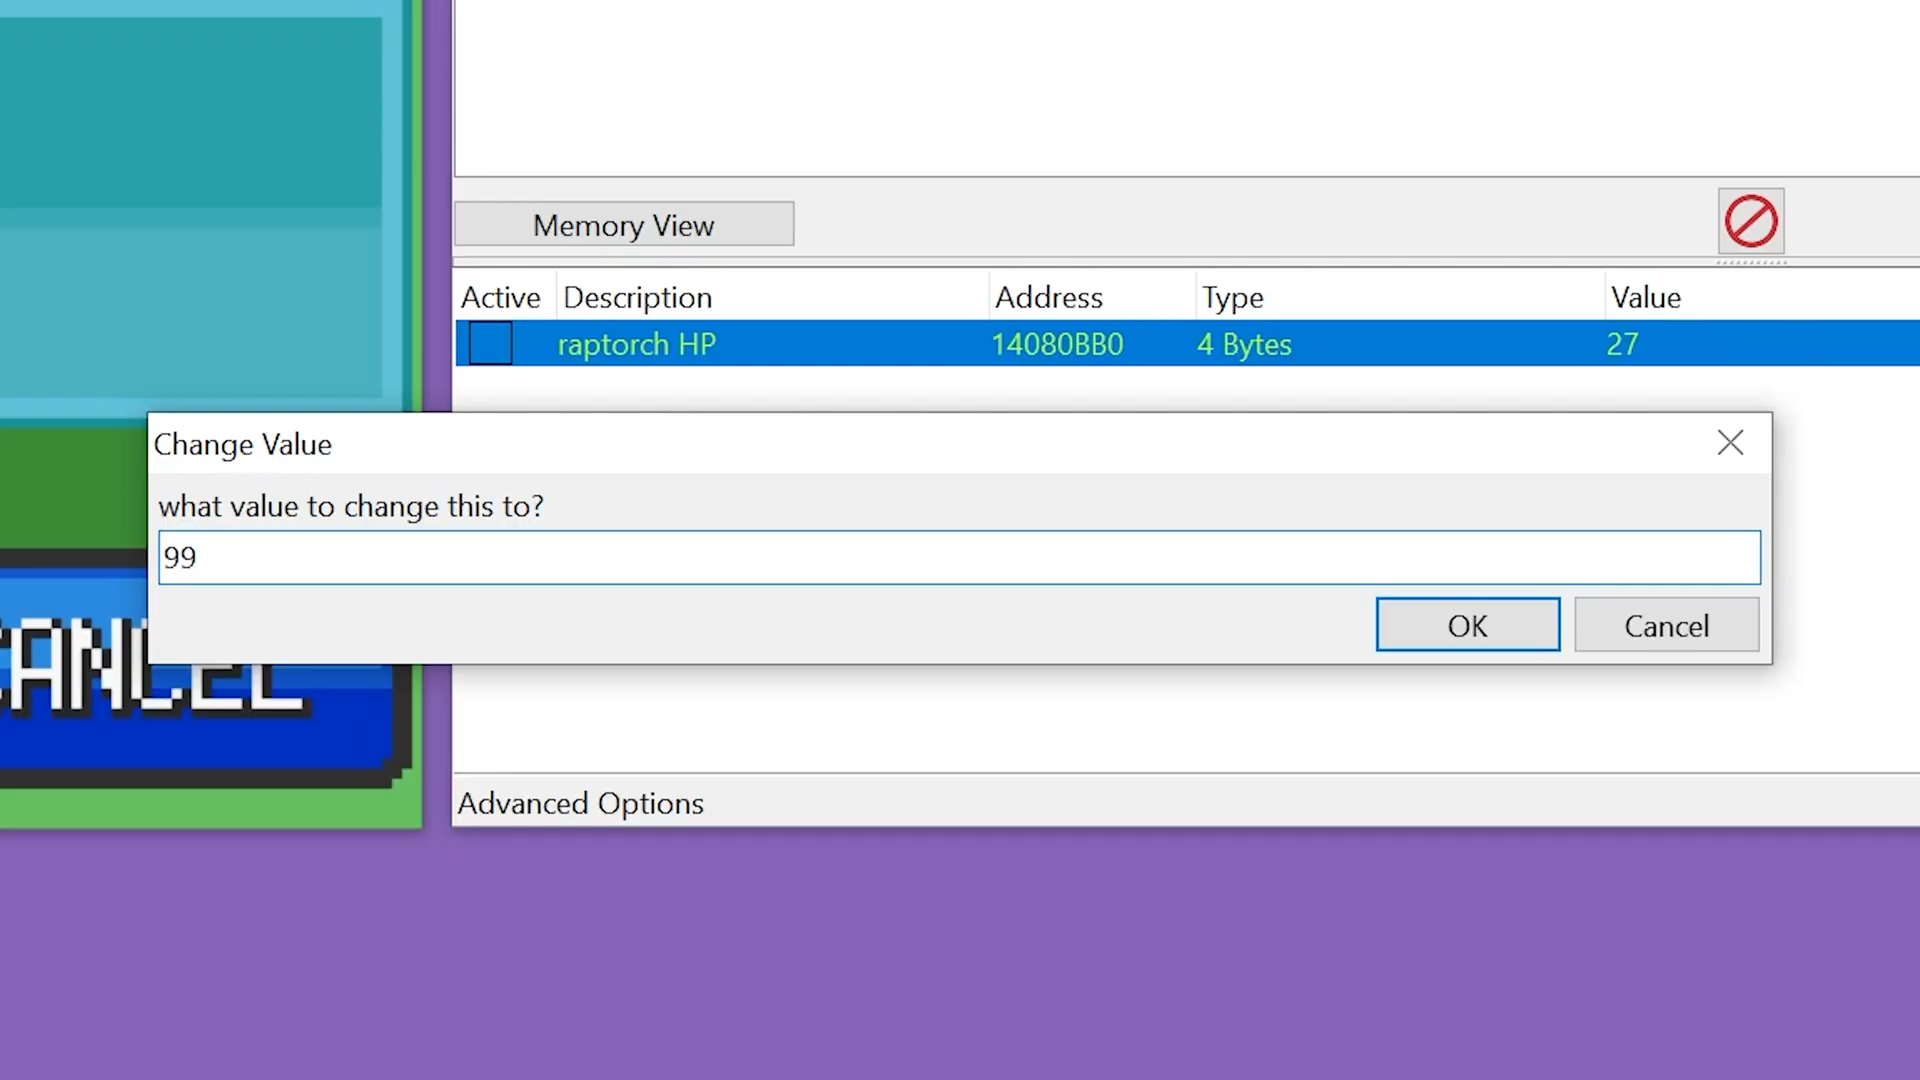 Memory View
Active Description Address Type Value
raptorch HP 14080BB0 4 Bytes 27
Change Value
what value to change this to?
99
OK Cancel
CANCEL
Advanced Options